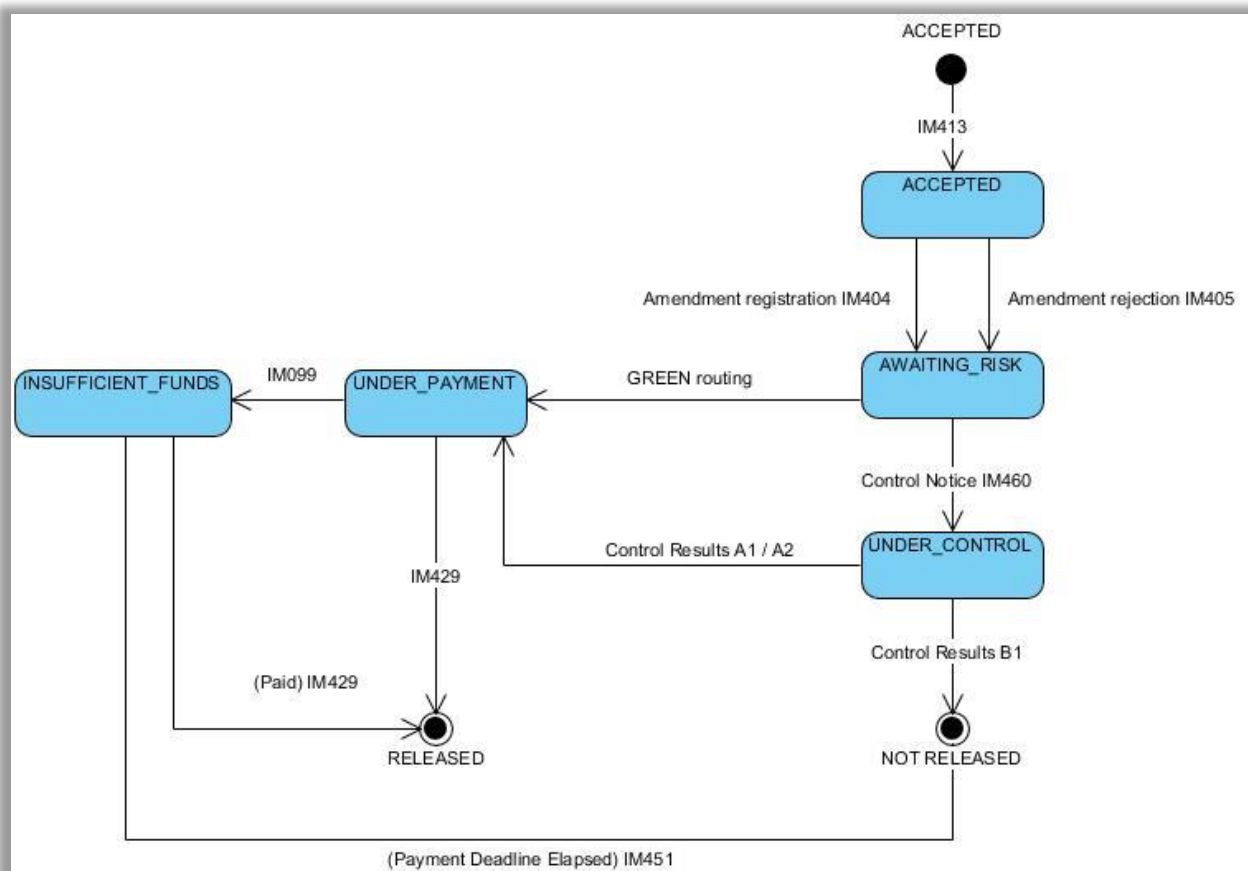 ACCEPTED
IM413
ACCEPTED
Amendment registration IM404
Amendment rejection IM405
AWAITING_RISK
GREEN routing
UNDER_PAYMENT
IM099
INSUFFICIENT_FUNDS
Control Notice IM460
UNDER_CONTROL
Control Results A1 / A2
IM429
Control Results B1
(Paid) IM429
RELEASED
NOT RELEASED
(Payment Deadline Elapsed) IM451